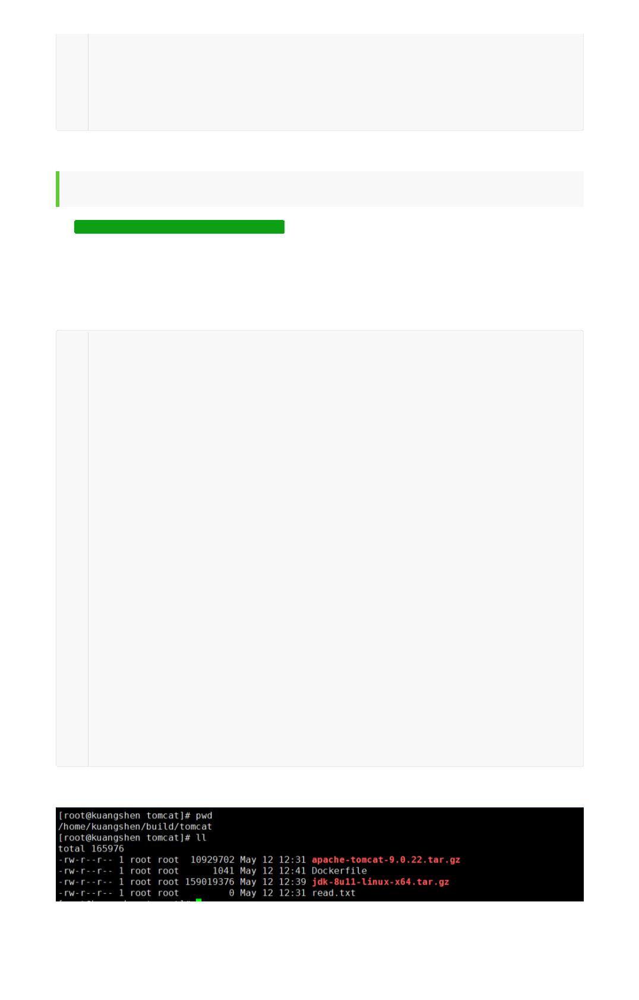 [root@kuangshen tomcat]# pwd
/home/kuangshen/build/tomcat
[root@kuangshen tomcat]# ll
total 165976
-rw-r--r-- 1 root root  10929702 May 12 12:31 apache-tomcat-9.0.22.tar.gz
-rw-r--r-- 1 root root      1041 May 12 12:41 Dockerfile
-rw-r--r-- 1 root root 159019376 May 12 12:39 jdk-8u11-linux-x64.tar.gz
-rw-r--r-- 1 root root         0 May 12 12:31 read.txt